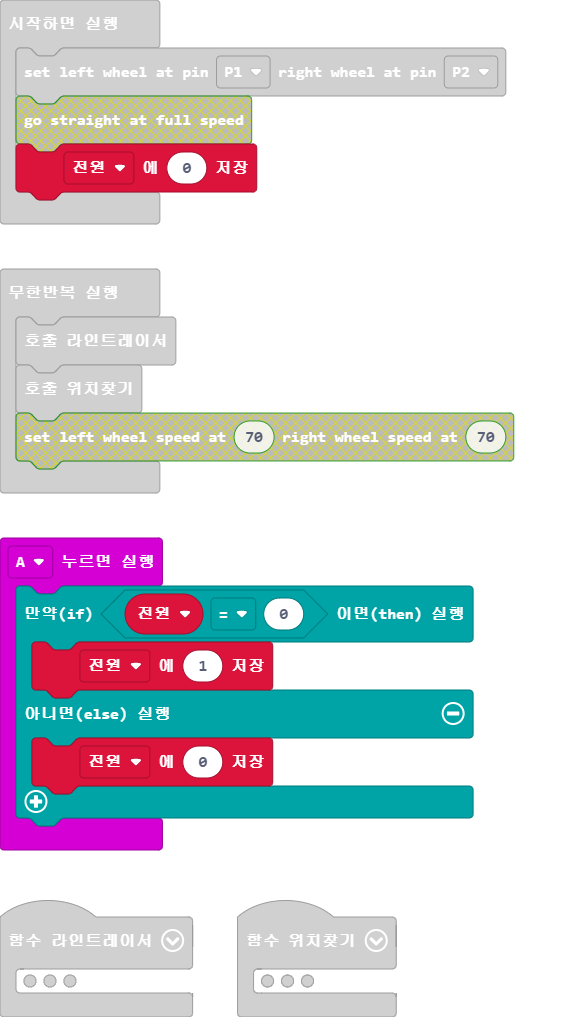 시작하면 실행
set left wheel at pin P1 right wheel at pin P2
go straight at full speed
전원 에 0 저장
무한반복 실행
호출 라인트레이서
호출 위치찾기
set left wheel speed at 70 right wheel speed at 70
A 누르면 실행
만약(if) 전원 = 0 이면(then) 실행
전원 에 1 저장
아니면(else) 실행
전원 에 0 저장
함수 라인트레이서 함수 위치찾기